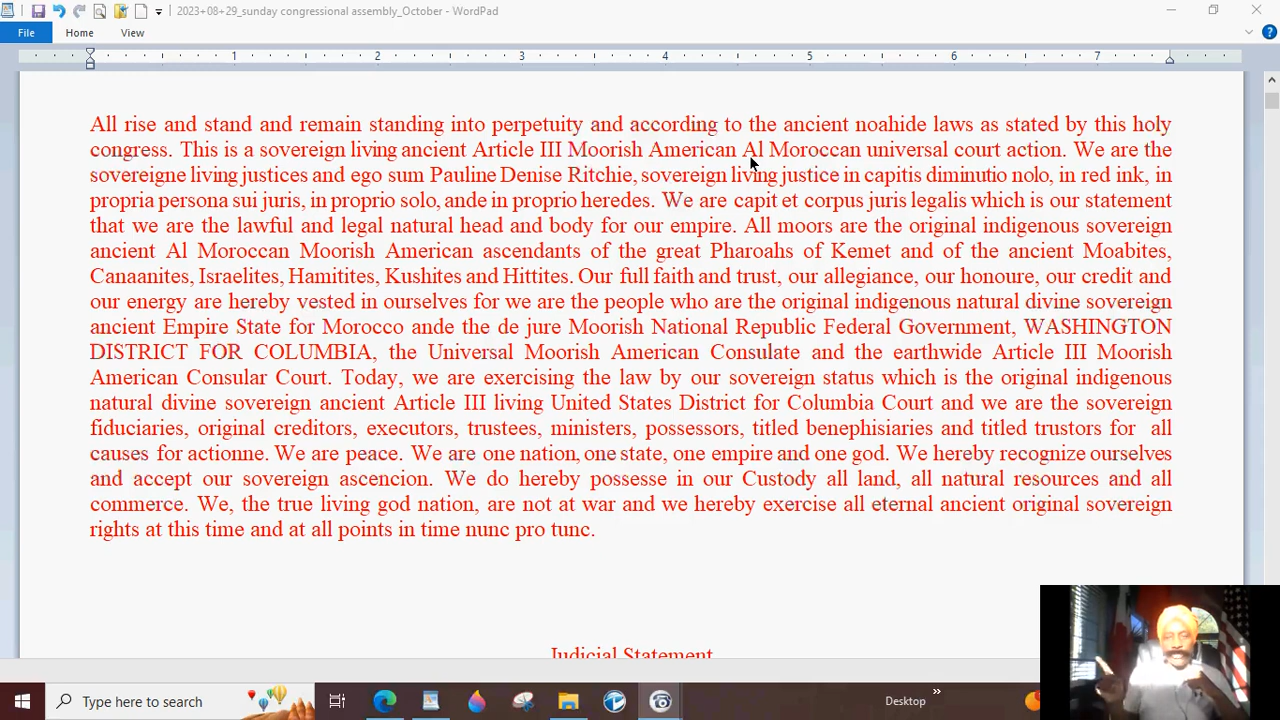 2023+08+29_sunday congressional assembly_October - WordPad
File Home View
1 2 3 4 5 6 7
All rise and stand and remain standing into perpetuity and according to the ancient noahide laws as stated by this holy
congress. This is a sovereign living ancient Article III Moorish American Al Moroccan universal court action. We are the
sovereigne living justices and ego sum Pauline Denise Ritchie, sovereign living justice in capitis diminutio nolo, in red ink, in
propria persona sui juris, in proprio solo, ande in proprio heredes. We are capit et corpus juris legalis which is our statement
that we are the lawful and legal natural head and body for our empire. All moors are the original indigenous sovereign
ancient Al Moroccan Moorish American ascendants of the great Pharoahs of Kemet and of the ancient Moabites,
Canaanites, Israelites, Hamitites, Kushites and Hittites. Our full faith and trust, our allegiance, our honoure, our credit and
our energy are hereby vested in ourselves for we are the people who are the original indigenous natural divine sovereign
ancient Empire State for Morocco ande the de jure Moorish National Republic Federal Government, WASHINGTON
DISTRICT FOR COLUMBIA, the Universal Moorish American Consulate and the earthwide Article III Moorish
American Consular Court. Today, we are exercising the law by our sovereign status which is the original indigenous
natural divine sovereign ancient Article III living United States District for Columbia Court and we are the sovereign
fiduciaries, original creditors, executors, trustees, ministers, possessors, titled benephisiaries and titled trustors for all
causes for actionne. We are peace. We are one nation, one state, one empire and one god. We hereby recognize ourselves
and accept our sovereign ascencion. We do hereby possesse in our Custody all land, all natural resources and all
commerce. We, the true living god nation, are not at war and we hereby exercise all eternal ancient original sovereign
rights at this time and at all points in time nunc pro tunc.
Judicial Statement
Type here to search
Desktop